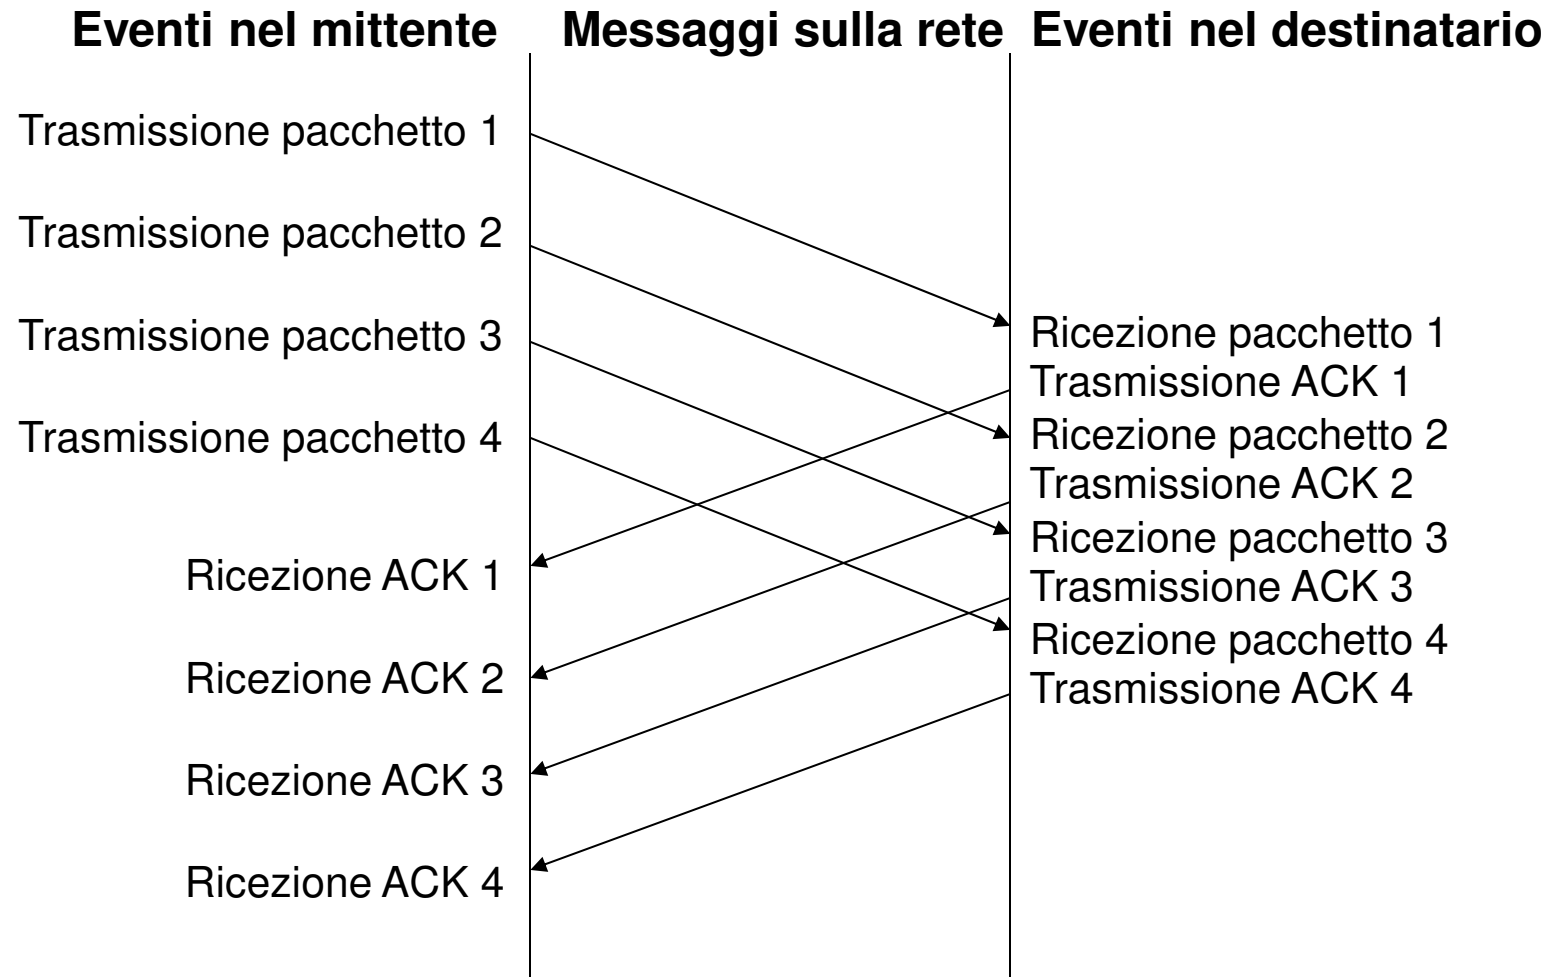 Eventi nel mittente
Messaggi sulla rete
Eventi nel destinatario
Trasmissione pacchetto 1
Trasmissione pacchetto 2
Trasmissione pacchetto 3
Trasmissione pacchetto 4
Ricezione ACK 1
Ricezione ACK 2
Ricezione ACK 3
Ricezione ACK 4
Ricezione pacchetto 1
Trasmissione ACK 1
Ricezione pacchetto 2
Trasmissione ACK 2
Ricezione pacchetto 3
Trasmissione ACK 3
Ricezione pacchetto 4
Trasmissione ACK 4